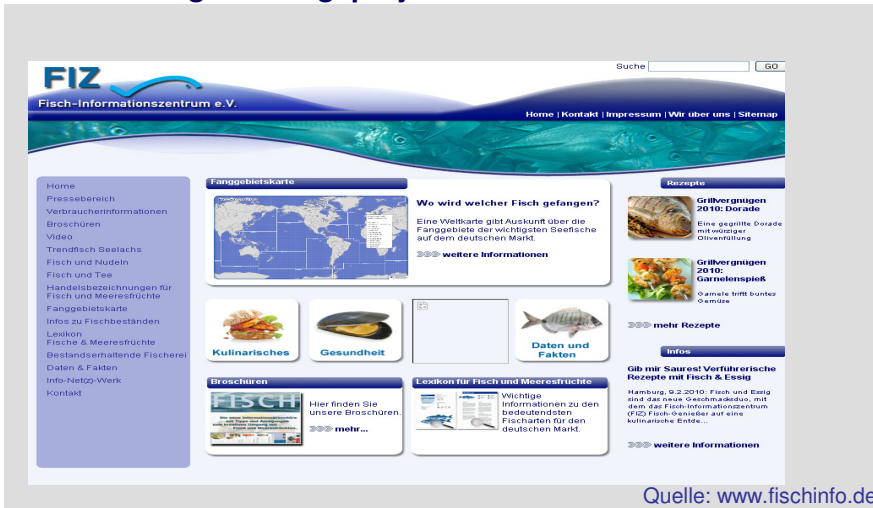 Suche GO
FIZ
Fisch-Informationszentrum e.V.
Home | Kontakt | Impressum | Wir über uns | Sitemap
Home
Pressebereich
Verbraucherinformationen
Broschüren
Video
Trendfisch Seelachs
Fisch und Nudeln
Fisch und Tee
Handelsbezeichnungen für
Fisch und Meeresfrüchte
Fanggebietskarte
Infos zu Fischbeständen
Lexikon
Fische & Meeresfrüchte
Bestandserhaltende Fischerei
Daten & Fakten
Info-Net(z)-Werk
Kontakt
Fanggebietskarte
Wo wird welcher Fisch gefangen?
Eine Weltkarte gibt Auskunft über die
Fanggebiete der wichtigsten Seefische
auf dem deutschen Markt.
weitere Informationen
Kulinarisches
Gesundheit
Daten und
Fakten
Broschüren
FISCH
Hier finden Sie
unsere Broschüren.
mehr...
Lexikon für Fisch und Meeresfrüchte
Wichtige
Informationen zu den
bedeutendsten
Fischarten für den
deutschen Markt.
Rezepte
Grillvergnügen
2010: Dorade
Eine gegrillte Dorade
mit würziger
Olivenfüllung
Grillvergnügen
2010:
Garnelenspieß
Garnele trifft buntes
Gemüse
mehr Rezepte
Infos
Gib mir Saures! Verführerische
Rezepte mit Fisch & Essig
Hamburg, 9.2.2010: Fisch und Essig
sind das neue Geschmacksduo, mit
dem das Fisch-Informationszentrum
(FIZ) Fisch-Genießer auf eine
kulinarische Entde...
weitere Informationen
Quelle: www.fischinfo.de